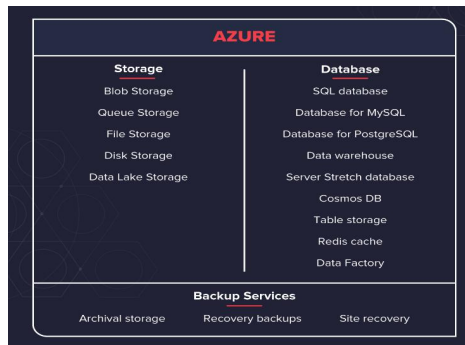 AZURE
Storage
Blob Storage
Queue Storage
File Storage
Disk Storage
Data Lake Storage
Database
SQL database
Database for MySQL
Database for PostgreSQL
Data warehouse
Server Stretch database
Cosmos DB
Table storage
Redis cache
Data Factory
Backup Services
Archival storage Recovery backups Site recovery